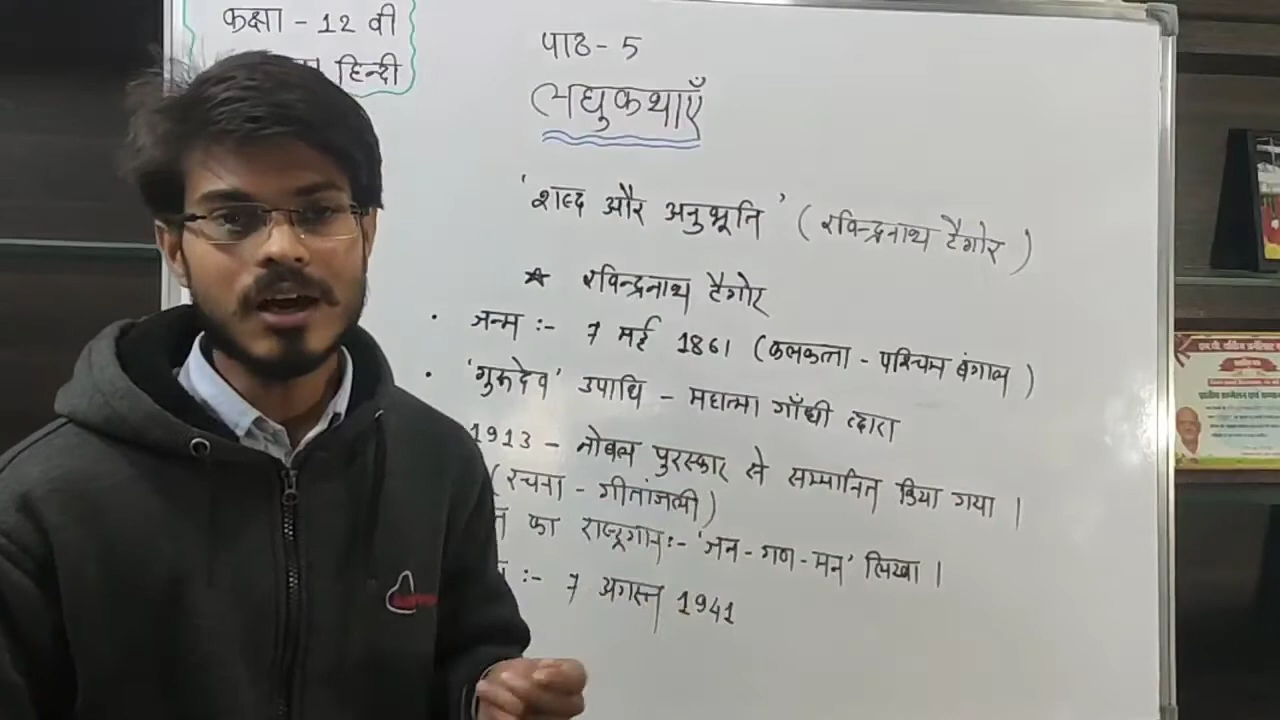 कक्षा - 12 वी
हिन्दी
पाठ - 5
लघुकथाएँ
'शब्द और अनुभूति' (रविन्द्रनाथ टैगोर)
* रविन्द्रनाथ टैगोर
• जन्म :- 7 मई 1861 (कलकत्ता - पश्चिम बंगाल)
• 'गुरुदेव' उपाधि - महात्मा गाँधी द्वारा
1913 - नोबल पुरस्कार से सम्मानित किया गया ।
(रचना - गीतांजली)
का राष्ट्रगान :- 'जन - गण - मन' लिखा ।
:- 7 अगस्त 1941